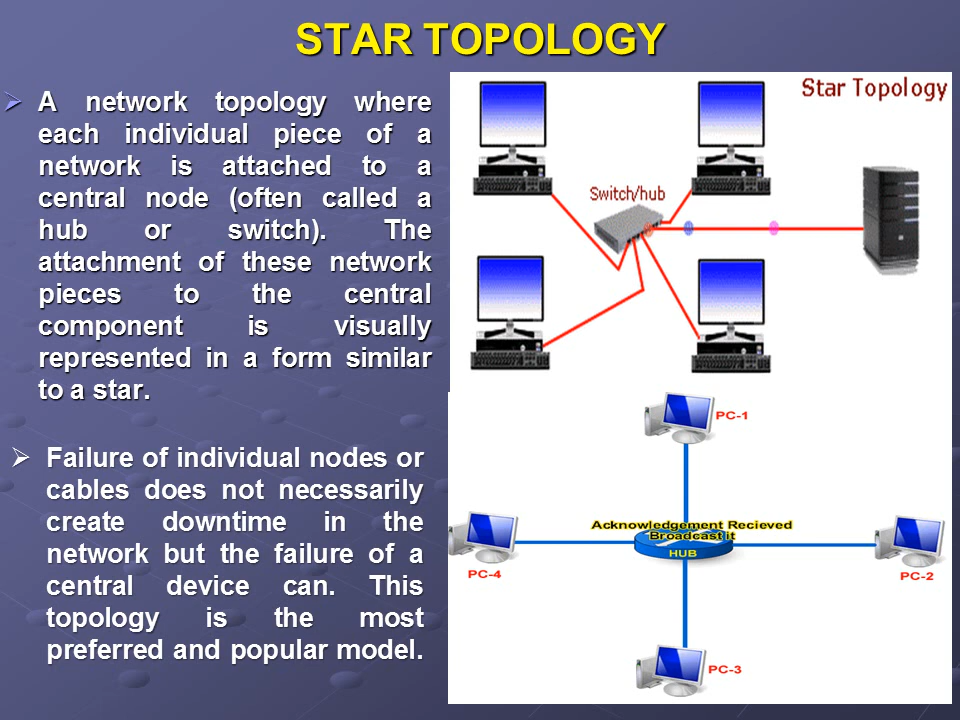 STAR TOPOLOGY
A network topology where
each individual piece of a
network is attached to a
central node (often called a
hub or switch). The
attachment of these network
pieces to the central
component is visually
represented in a form similar
to a star.
Failure of individual nodes or
cables does not necessarily
create downtime in the
network but the failure of a
central device can. This
topology is the most
preferred and popular model.
Star Topology
Switch/hub
PC-1
Acknowledgement Recieved
Broadcast it
HUB
PC-4
PC-2
PC-3